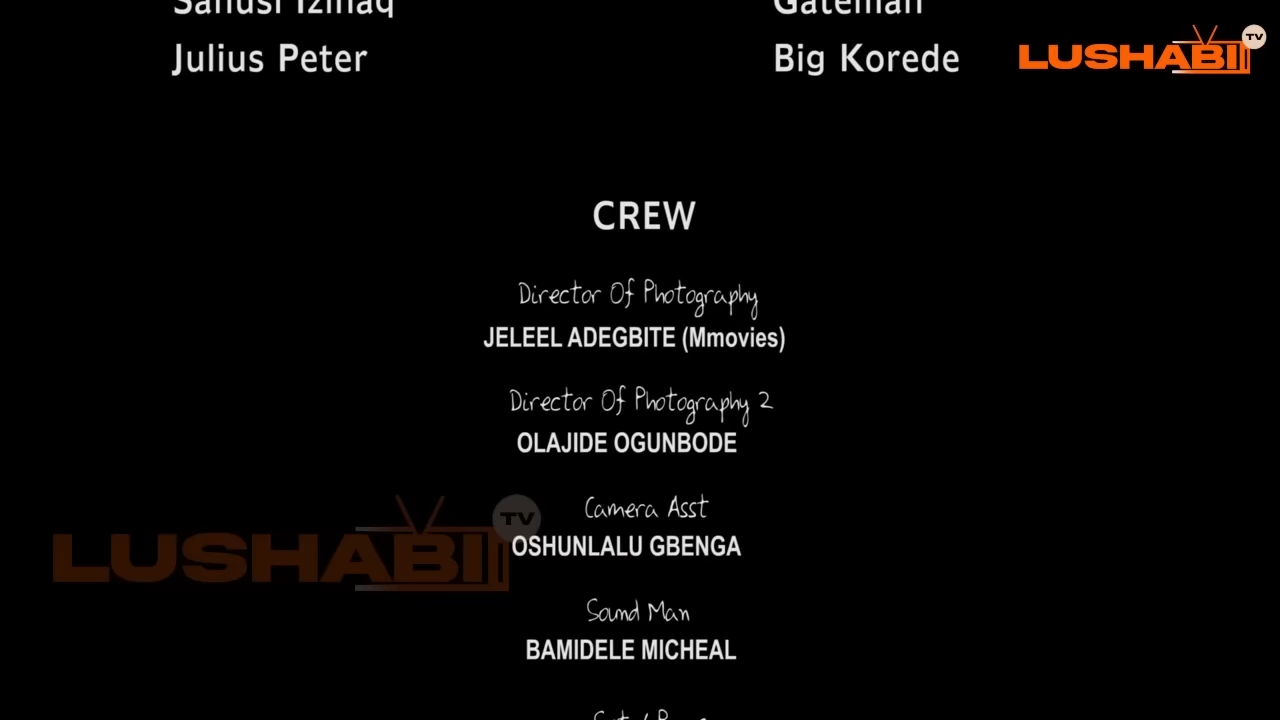 Gateman
Julius Peter Big Korede
LUSHABI TV
CREW
Director Of Photography
JELEEL ADEGBITE (Mmovies)
Director Of Photography 2
OLAJIDE OGUNBODE
Camera Asst
LUSHABI TV
OSHUNLALU GBENGA
Sound Man
BAMIDELE MICHEAL